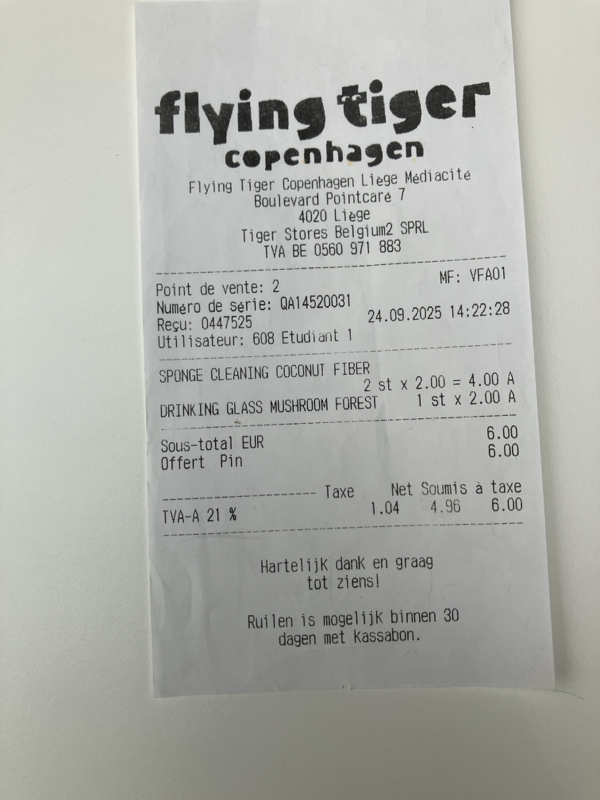 flying tiger
copenhagen
Flying Tiger Copenhagen Liège Médiacité
Boulevard Pointcaré 7
4020 Liège
Tiger Stores Belgium2 SPRL
TVA BE 0560 971 883
Point de vente: 2 MF: VFA01
Numéro de série: QA14520031
Reçu: 0447525 24.09.2025 14:22:28
Utilisateur: 608 Etudiant 1
SPONGE CLEANING COCONUT FIBER
2 st x 2.00 = 4.00 A
DRINKING GLASS MUSHROOM FOREST 1 st x 2.00 A
Sous-total EUR 6.00
Offert Pin 6.00
Taxe Net Soumis à taxe
TVA-A 21 % 1.04 4.96 6.00
Hartelijk dank en graag
tot ziens!
Ruilen is mogelijk binnen 30
dagen met kassabon.